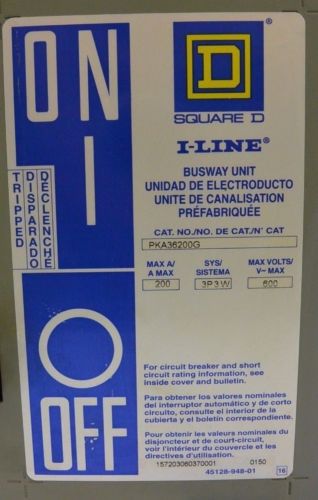 ON
I
TRIPPED
DISPARADO
DÉCLENCHÉ
O
OFF
D
SQUARE D
I-LINE®
BUSWAY UNIT
UNIDAD DE ELECTRODUCTO
UNITE DE CANALISATION
PRÉFABRIQUÉE
CAT. NO./NO. DE CAT./N° CAT
PKA36200G
MAX A/ SYS/ MAX VOLTS/
A MAX SISTEMA V~ MAX
200 3P3W 600
For circuit breaker and short
circuit rating information, see
inside cover and bulletin.
Para obtener los valores nominales
del interruptor automático y de corto
circuito, consulte el interior de la
cubierta y el boletín correspondiente.
Pour obtenir les valeurs nominales du
disjoncteur et de court-circuit,
voir l'intérieur du couvercle et les
directives d'utilisation.
157203060370001 0150
45128-948-01 16